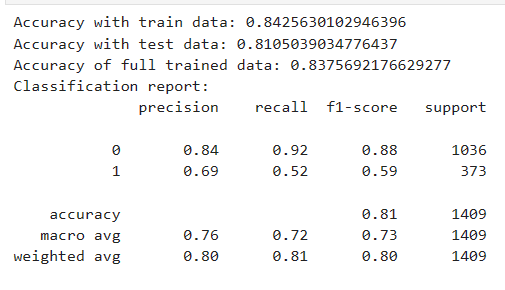 Accuracy with train data: 0.8425630102946396
Accuracy with test data: 0.8105039034776437
Accuracy of full trained data: 0.8375692176629277
Classification report:
precision recall f1-score support
0 0.84 0.92 0.88 1036
1 0.69 0.52 0.59 373
accuracy 0.81 1409
macro avg 0.76 0.72 0.73 1409
weighted avg 0.80 0.81 0.80 1409